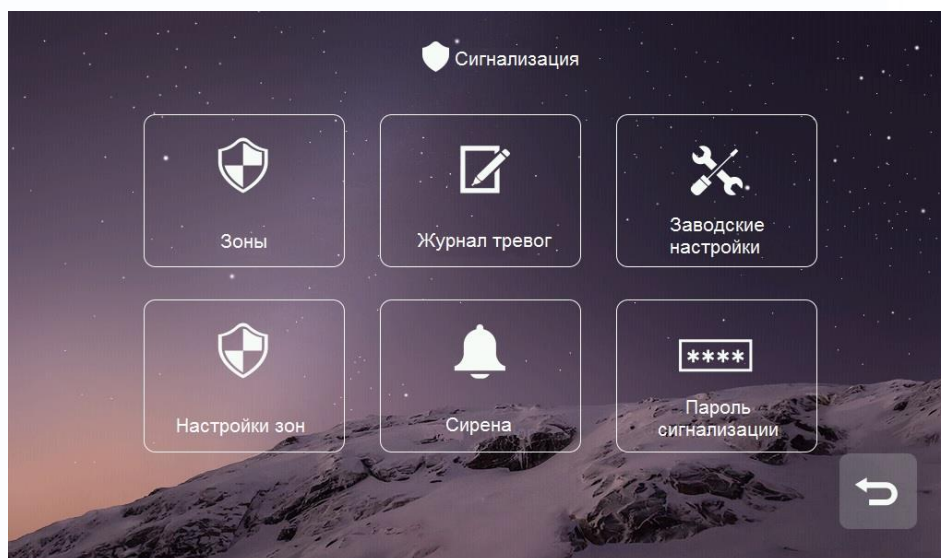 Сигнализация
Зоны
Журнал тревог
Заводские
настройки
Настройки зон
Сирена
****
Пароль
сигнализации